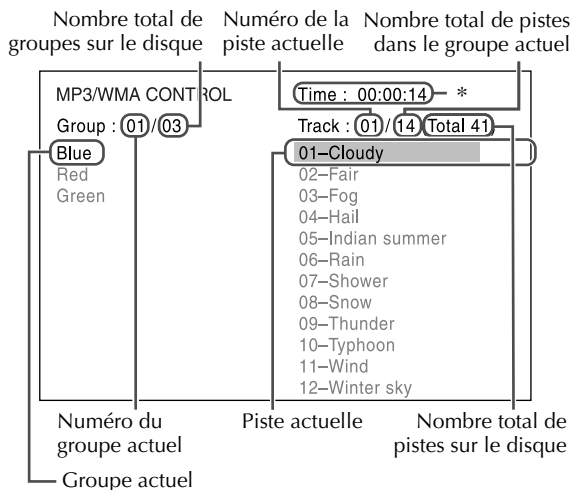 Nombre total de
groupes sur le disque
Numéro de la
piste actuelle
Nombre total de pistes
dans le groupe actuel
MP3/WMA CONTROL
Time : 00:00:14 *
Group : 01/03
Track : 01/14 Total 41
Blue
Red
Green
01–Cloudy
02–Fair
03–Fog
04–Hail
05–Indian summer
06–Rain
07–Shower
08–Snow
09–Thunder
10–Typhoon
11–Wind
12–Winter sky
Numéro du
groupe actuel
Piste actuelle
Nombre total de
pistes sur le disque
Groupe actuel